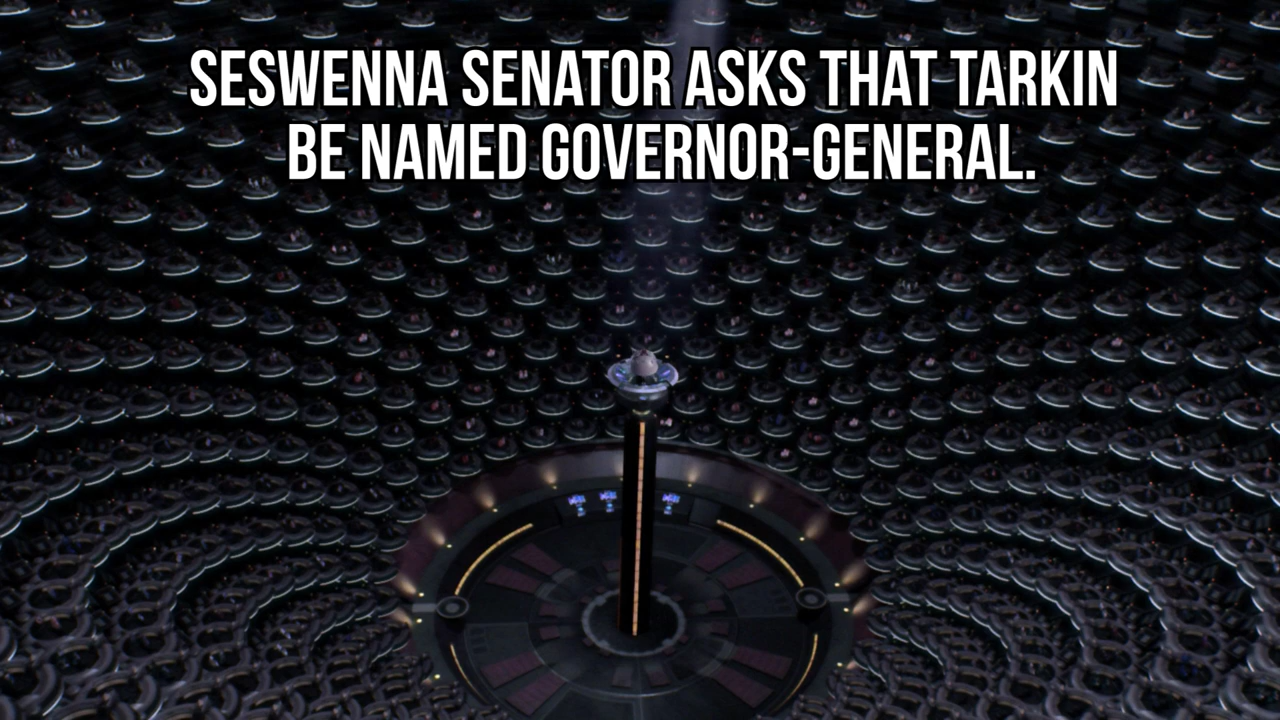 SESWENNA SENATOR ASKS THAT TARKIN
BE NAMED GOVERNOR-GENERAL.